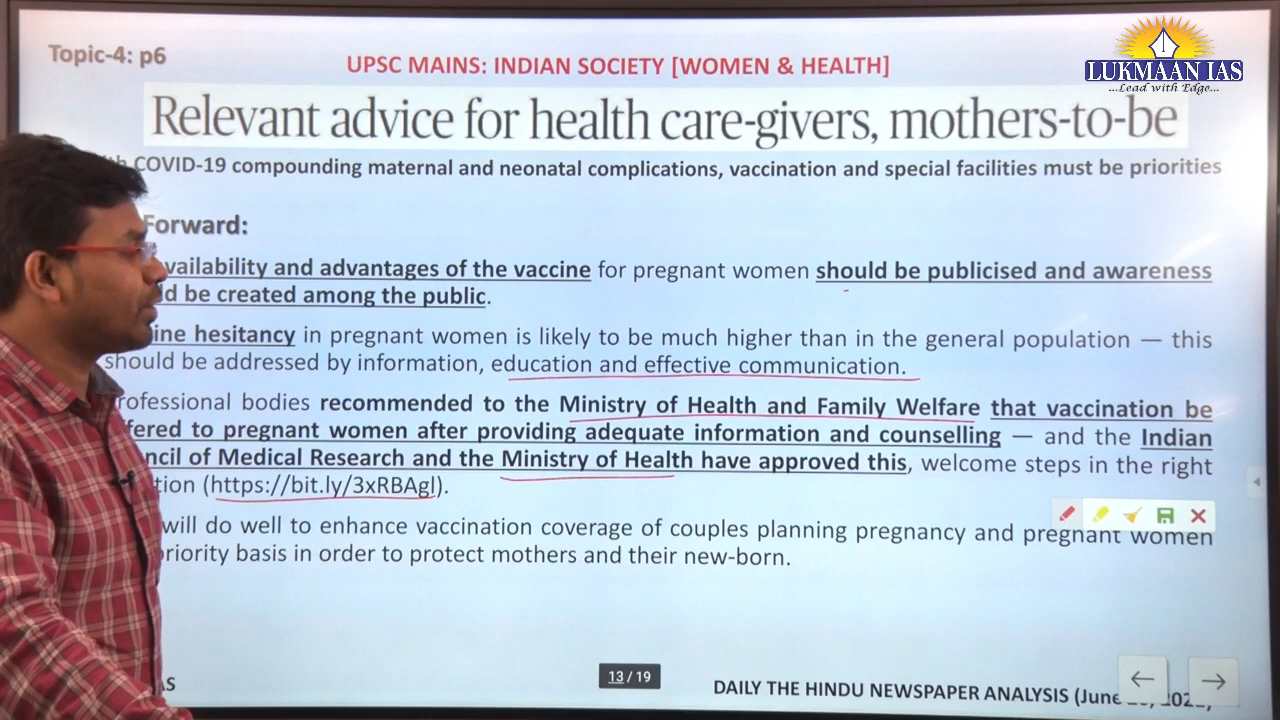 Topic-4: p6
UPSC MAINS: INDIAN SOCIETY [WOMEN & HEALTH]
LUKMAAN IAS
...Lead with Edge...
Relevant advice for health care-givers, mothers-to-be
COVID-19 compounding maternal and neonatal complications, vaccination and special facilities must be priorities
Forward:
vailability and advantages of the vaccine for pregnant women should be publicised and awareness
d be created among the public.
ine hesitancy in pregnant women is likely to be much higher than in the general population — this
should be addressed by information, education and effective communication.
rofessional bodies recommended to the Ministry of Health and Family Welfare that vaccination be
fered to pregnant women after providing adequate information and counselling — and the Indian
ncil of Medical Research and the Ministry of Health have approved this, welcome steps in the right
tion (https://bit.ly/3xRBAgl).
will do well to enhance vaccination coverage of couples planning pregnancy and pregnant women
priority basis in order to protect mothers and their new-born.
13 / 19
AS
DAILY THE HINDU NEWSPAPER ANALYSIS (June